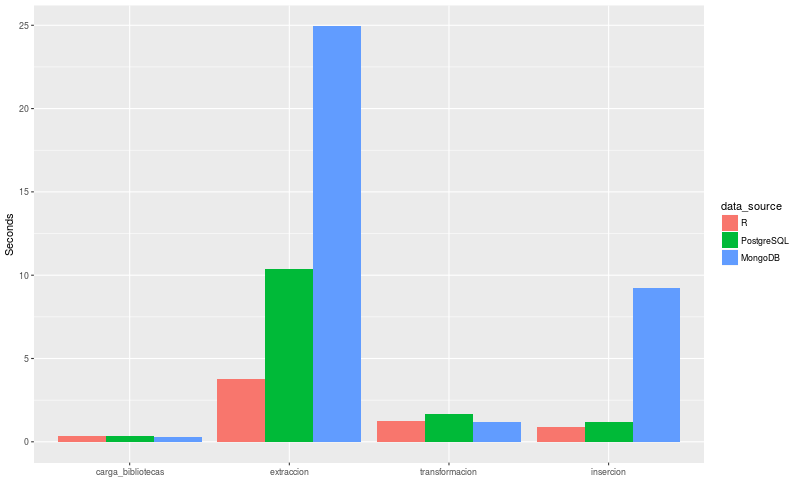 Seconds
25
20
15
10
5
0
carga_bibliotecas
extraccion
transformacion
insercion
data_source
R
PostgreSQL
MongoDB